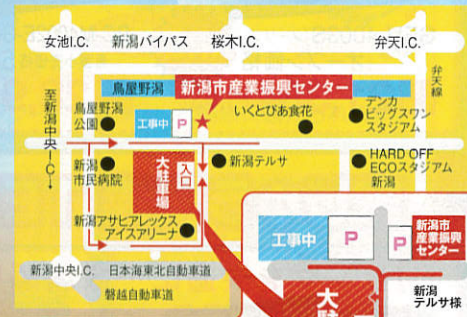 女池I.C.
新潟バイパス
桜木I.C.
弁天I.C.
弁天線
鳥屋野潟
新潟市産業振興センター
至新潟中央IC
鳥屋野潟
公園
工事中
P
いくとぴあ食花
デンカ
ビッグスワン
スタジアム
新潟
市民病院
大駐車場
入口
新潟テルサ
HARD OFF
ECOスタジアム
新潟
新潟アサヒアレックス
アイスアリーナ
新潟中央I.C.
日本海東北自動車道
磐越自動車道
工事中
P
P
新潟市
産業振興
センター
大駐
新潟
テルサ様